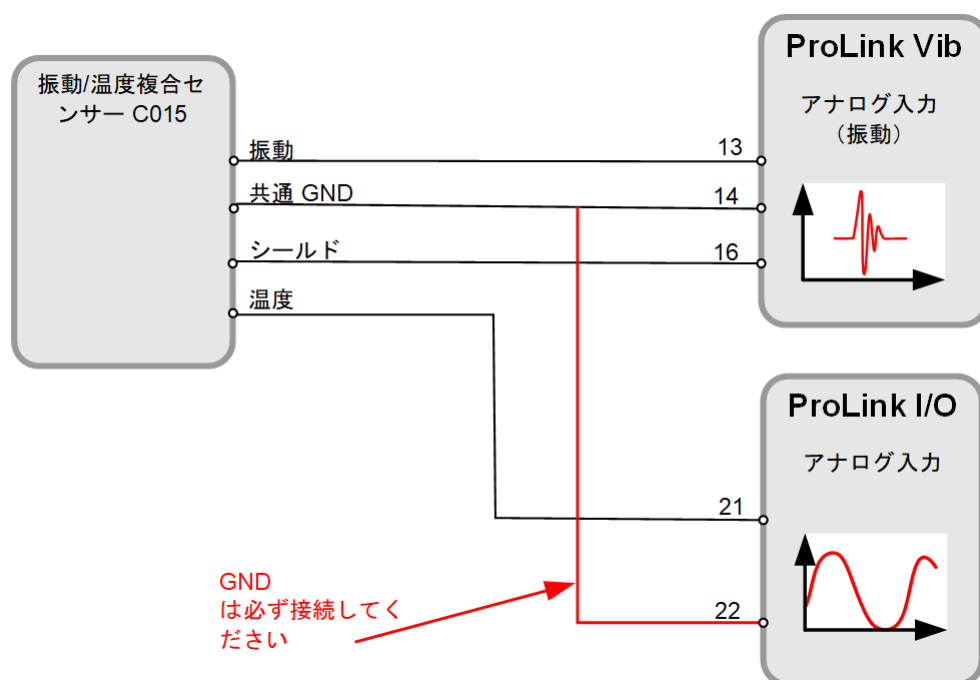 振動/温度複合セ
ンサー C015
振動
共通 GND
シールド
温度
13
14
16
ProLink Vib
アナログ入力
（振動）
ProLink I/O
アナログ入力
21
22
GND
は必ず接続してく
ださい